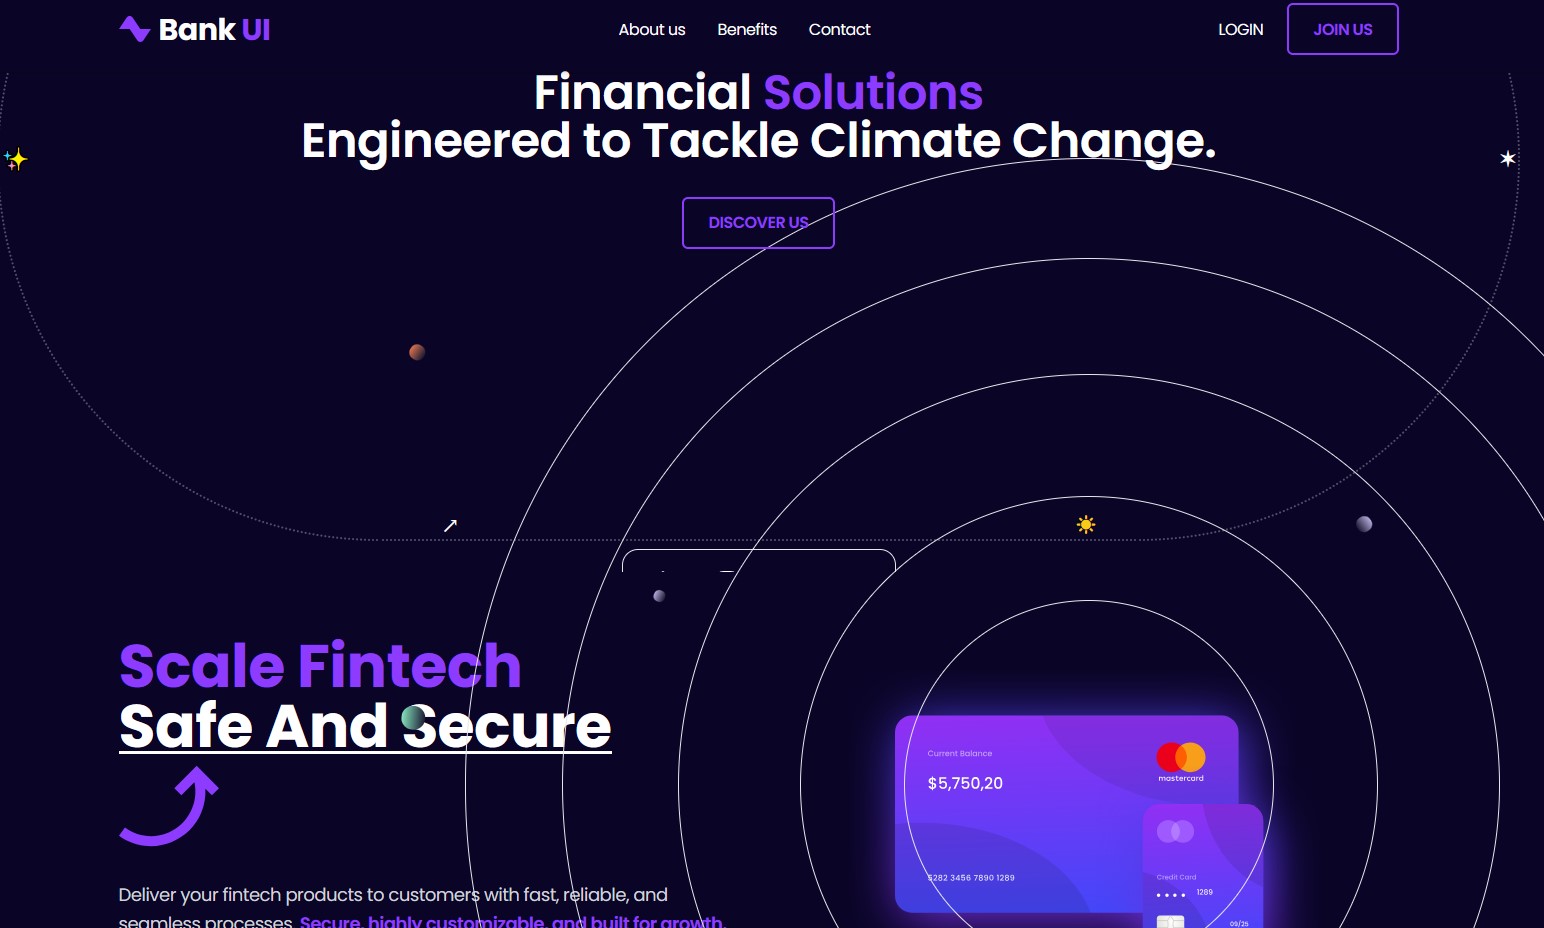 Bank UI
About us
Benefits
Contact
LOGIN
JOIN US
Financial Solutions
Engineered to Tackle Climate Change.
DISCOVER US
Scale Fintech
Safe And Secure
Current Balance
$5,750,20
mastercard
5282 3456 7890 1289
Credit Card
1289
09/25
Deliver your fintech products to customers with fast, reliable, and
seamless processes. Secure, highly customizable, and built for growth.